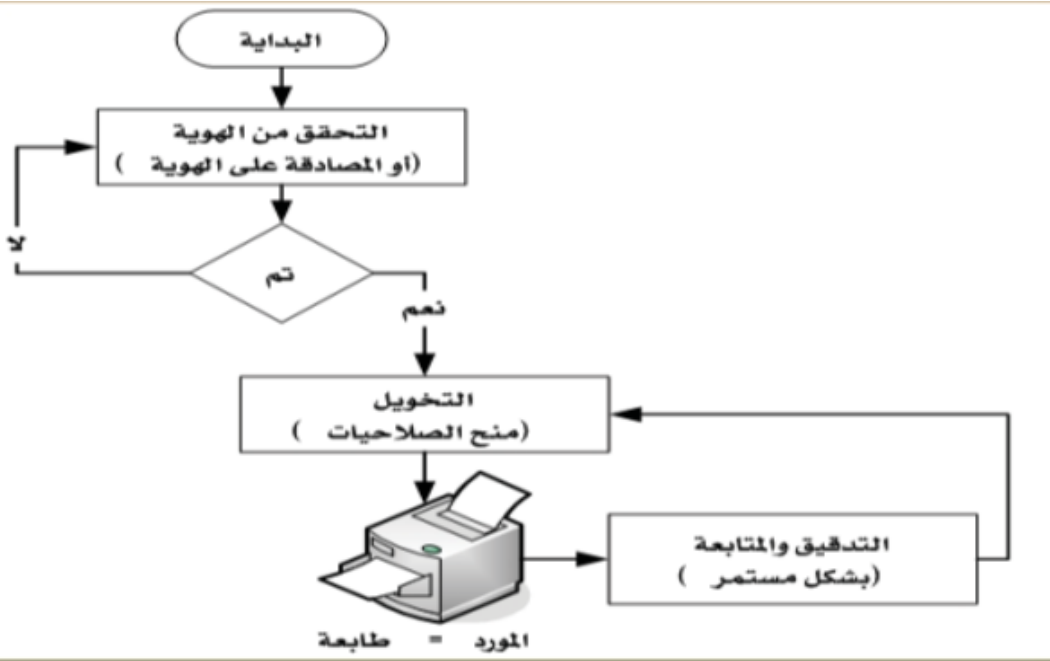 البداية
التحقق من الهوية
(أو المصادقة على الهوية )
تم
لا
نعم
التخويل
(منح الصلاحيات )
التدقيق والمتابعة
(بشكل مستمر )
المورد = طابعة